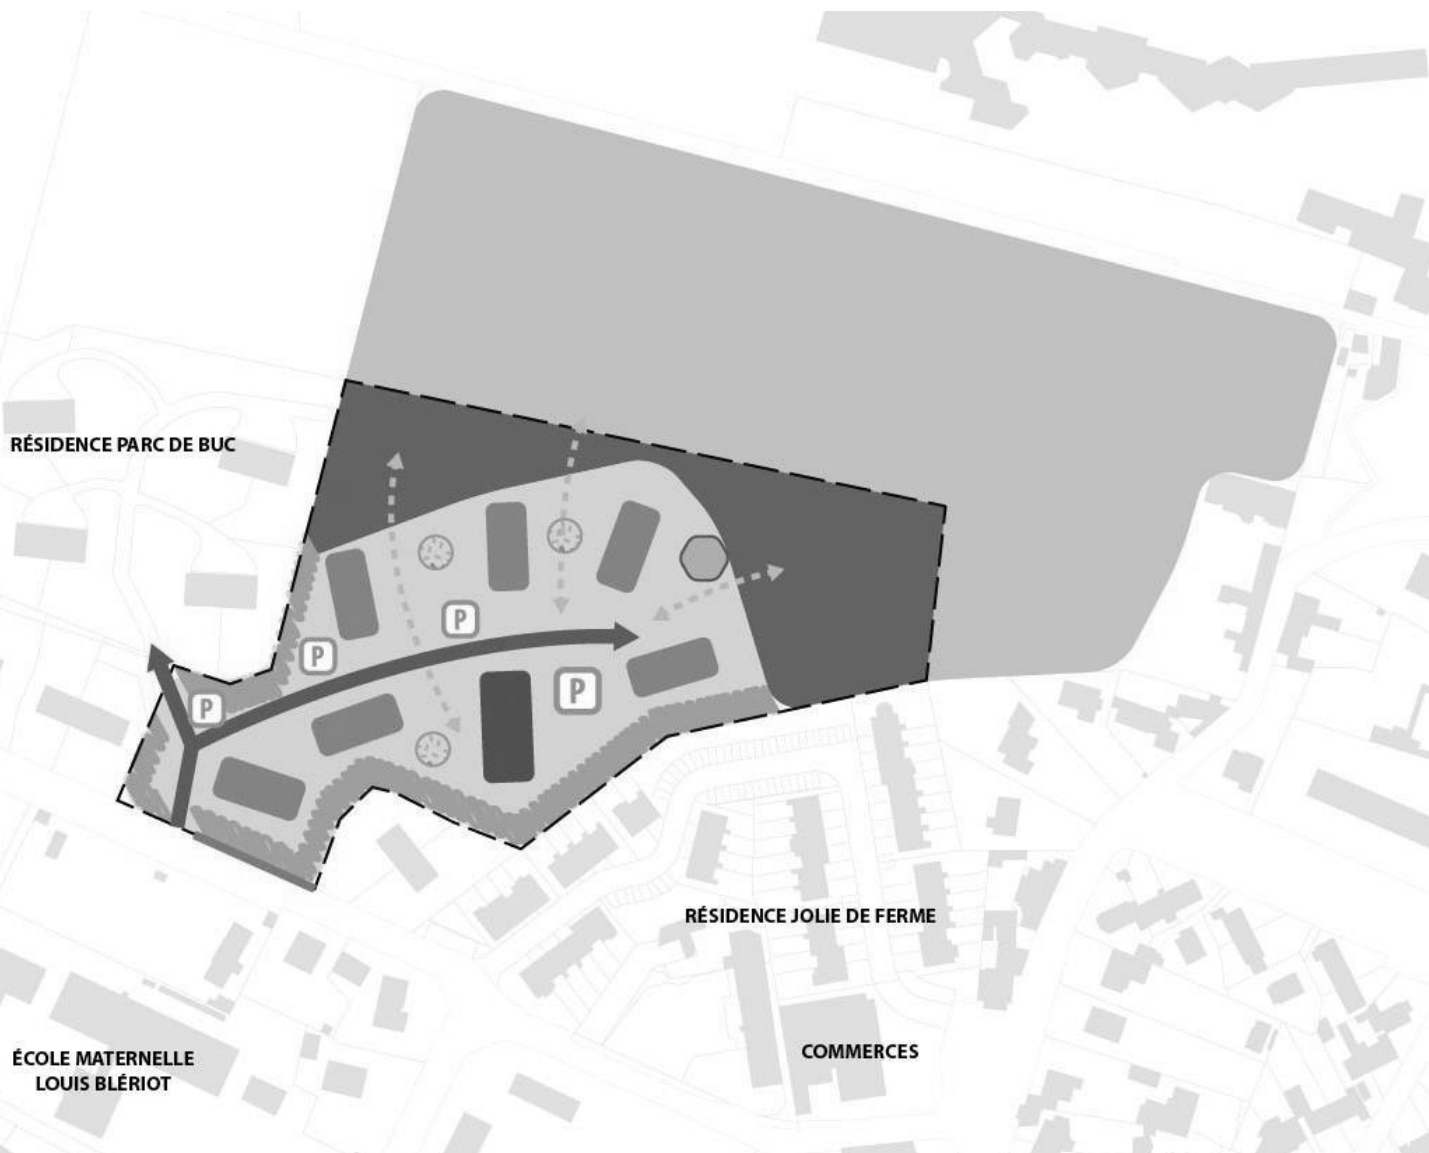 RÉSIDENCE PARC DE BUC
P
P
P
P
RÉSIDENCE JOLIE DE FERME
COMMERCES
ÉCOLE MATERNELLE
LOUIS BLÉRIOT